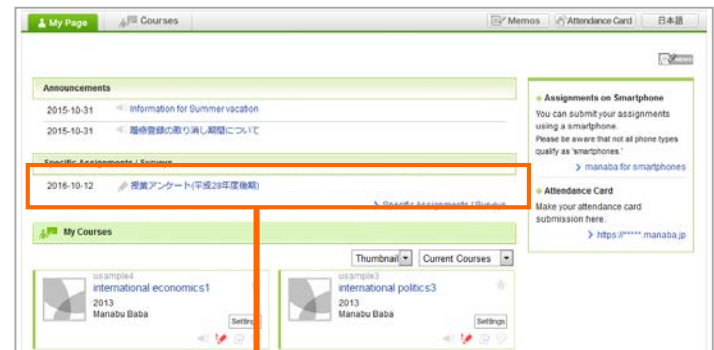 My Page
Courses
Memos
Attendance Card
日本語
Announcements
2015-10-31 Information for Summer vacation
2015-10-31 履修登録の取り消し期間について
Specific Assignments / Surveys
2016-10-12 授業アンケート(平成28年度後期)
Specific Assignments / Surveys
My Courses
Thumbnail
Current Courses
usample4
international economics1
2013
Manabu Baba
Settings
usample3
international politics3
2013
Manabu Baba
Settings
Assignments on Smartphone
You can submit your assignments
using a smartphone.
Please be aware that not all phone types
qualify as 'smartphones.'
manaba for smartphones
Attendance Card
Make your attendance card
submission here.
https://*****.manaba.jp